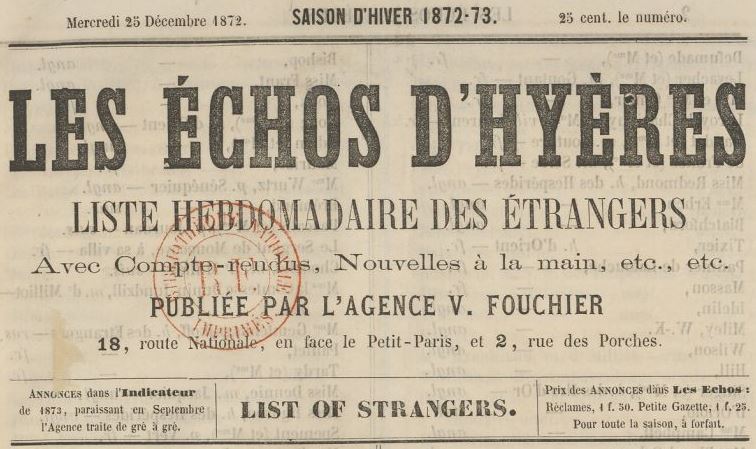 Mercredi 25 Décembre 1872.
SAISON D'HIVER 1872-73.
25 cent. le numéro.
LES ÉCHOS D'HYÈRES
LISTE HEBDOMADAIRE DES ÉTRANGERS
Avec Compte-rendus, Nouvelles à la main, etc., etc.
PUBLIÉE PAR L'AGENCE V. FOUCHIER
18, route Nationale, en face le Petit-Paris, et 2, rue des Porches.
ANNONCES dans l'Indicateur
de 1873, paraissant en Septembre
l'Agence traite de gré à gré.
LIST OF STRANGERS.
Prix des ANNONCES dans Les Echos :
Réclames, 1 f. 50. Petite Gazette, 1 f. 25.
Pour toute la saison, à forfait.